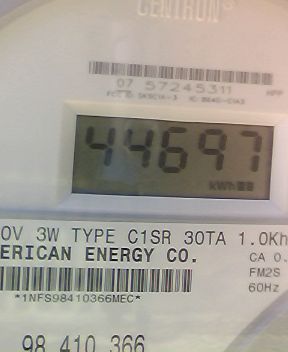 CENTRON®
07 57245311
44697
kWh
0V 3W TYPE C1SR 30TA 1.0Kh
ERICAN ENERGY CO.
CA 0.
FM2S
60Hz
*1NFS98410366MEC*
98 410 366